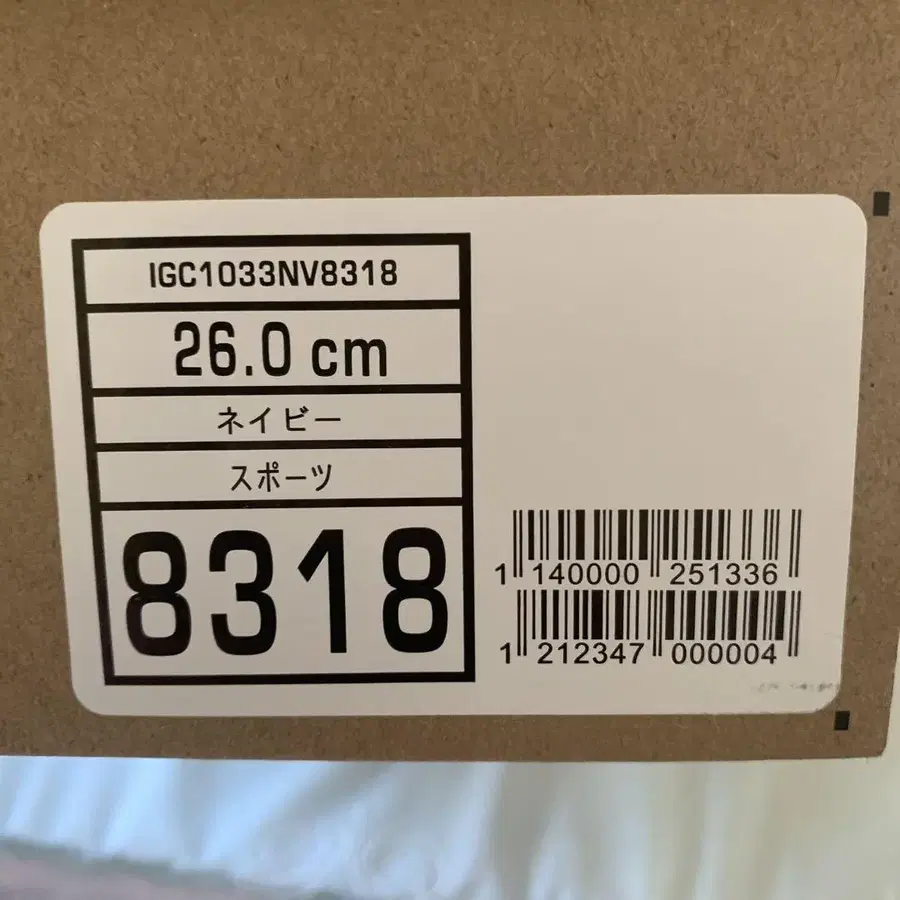 IGC1033NV8318
26.0 cm
ネイビー
スポーツ
8318
1 140000 251336
1 212347 000004